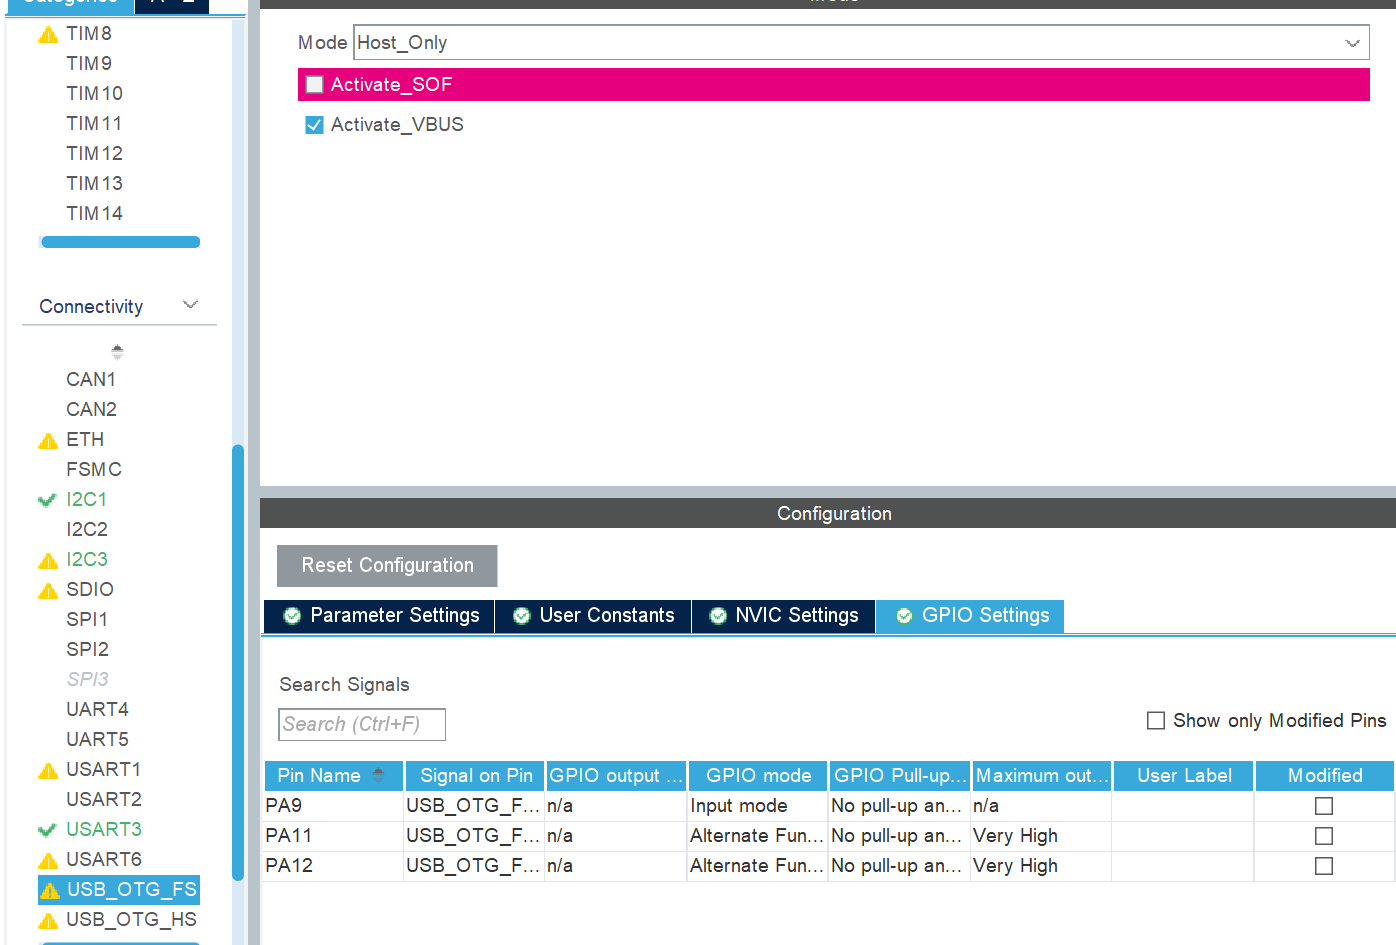 Categories
TIM8
TIM9
TIM10
TIM11
TIM12
TIM13
TIM14
Connectivity
CAN1
CAN2
ETH
FSMC
I2C1
I2C2
I2C3
SDIO
SPI1
SPI2
SPI3
UART4
UART5
USART1
USART2
USART3
USART6
USB_OTG_FS
USB_OTG_HS
Mode
Mode Host_Only
Activate_SOF
Activate_VBUS
Configuration
Reset Configuration
Parameter Settings User Constants NVIC Settings GPIO Settings
Search Signals
Search (Ctrl+F)
Show only Modified Pins
Pin Name Signal on Pin GPIO output ... GPIO mode GPIO Pull-up... Maximum out... User Label Modified
PA9 USB_OTG_F... n/a Input mode No pull-up an... n/a
PA11 USB_OTG_F... n/a Alternate Fun... No pull-up an... Very High
PA12 USB_OTG_F... n/a Alternate Fun... No pull-up an... Very High